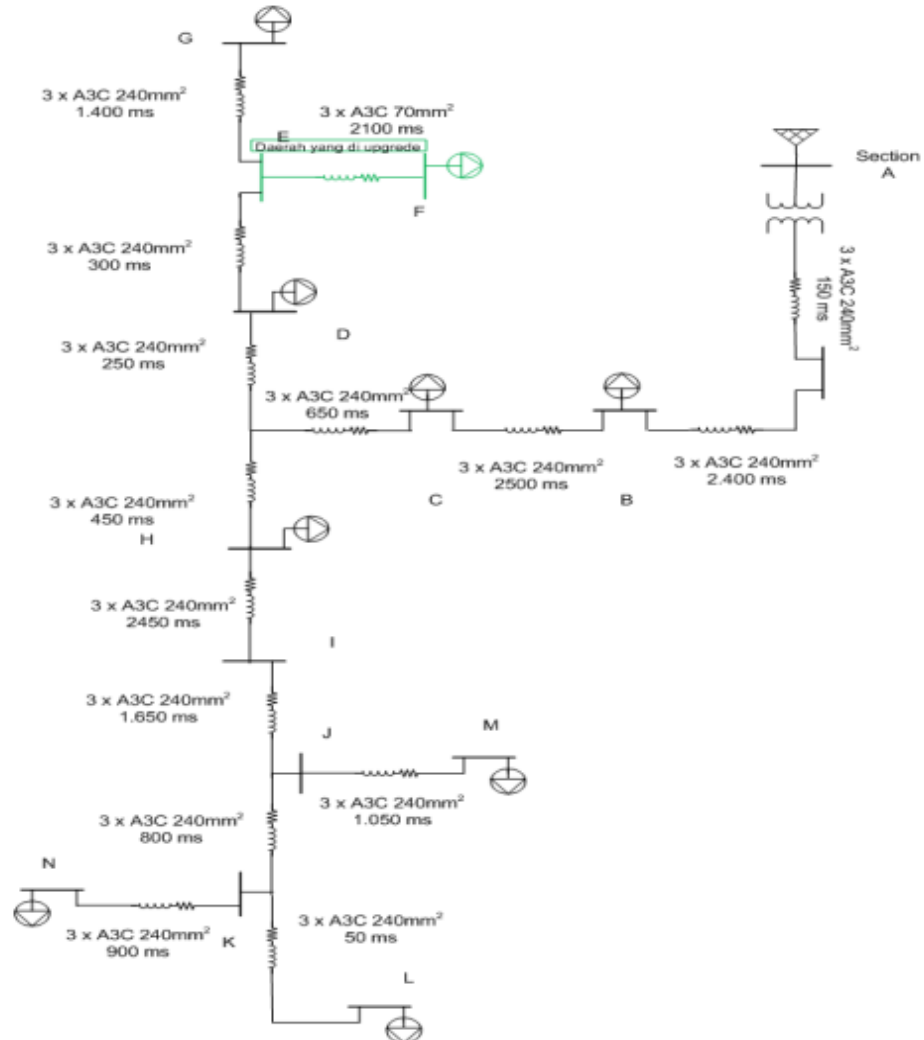 G
3 x A3C 240mm²
1.400 ms
3 x A3C 70mm²
2100 ms
E
Daerah yang di upgrede
F
Section
A
3 x A3C 240mm²
150 ms
3 x A3C 240mm²
300 ms
D
3 x A3C 240mm²
250 ms
3 x A3C 240mm²
650 ms
C
3 x A3C 240mm²
2500 ms
B
3 x A3C 240mm²
2.400 ms
3 x A3C 240mm²
450 ms
H
3 x A3C 240mm²
2450 ms
I
3 x A3C 240mm²
1.650 ms
J
M
3 x A3C 240mm²
1.050 ms
3 x A3C 240mm²
800 ms
N
3 x A3C 240mm²
900 ms
K
3 x A3C 240mm²
50 ms
L